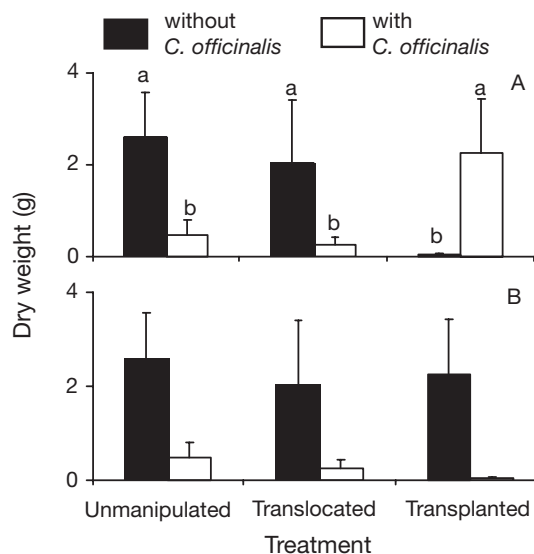 without
C. officinalis
with
C. officinalis
Dry weight (g)
4
2
0
a
b
a
b
b
a
A
4
2
0
B
Unmanipulated
Translocated
Transplanted
Treatment